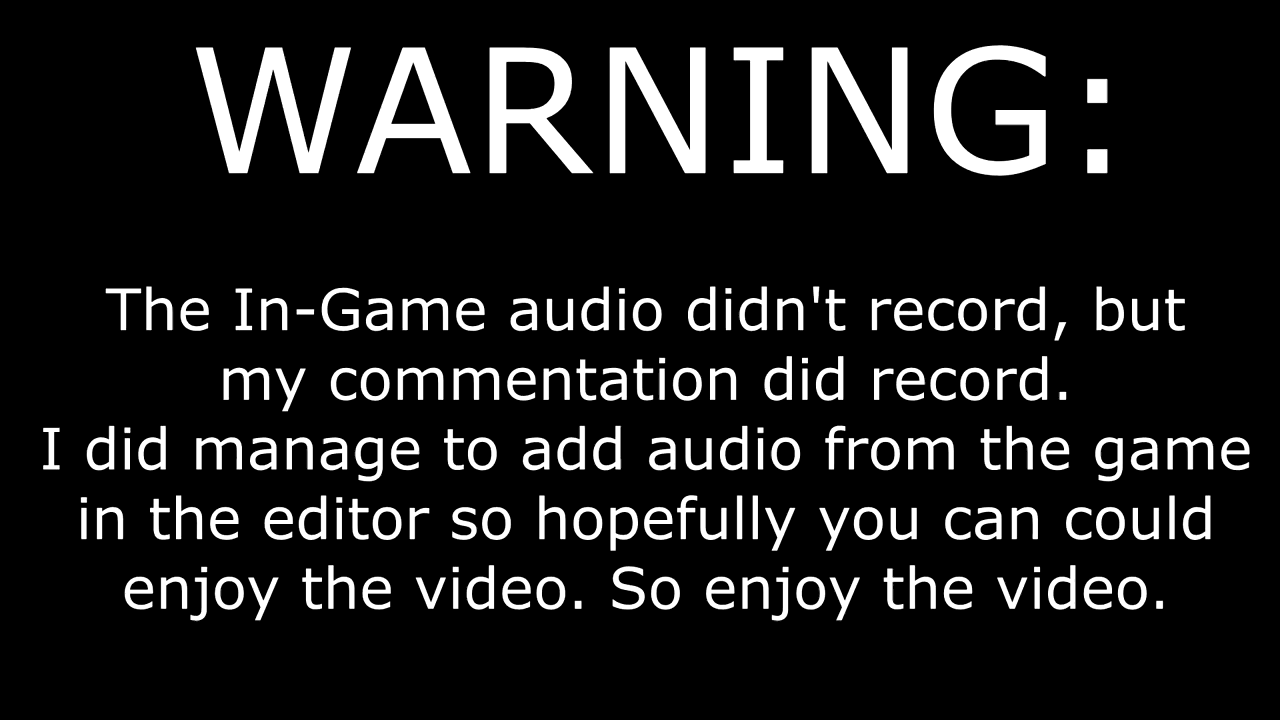 WARNING:
The In-Game audio didn't record, but
my commentation did record.
I did manage to add audio from the game
in the editor so hopefully you can could
enjoy the video. So enjoy the video.